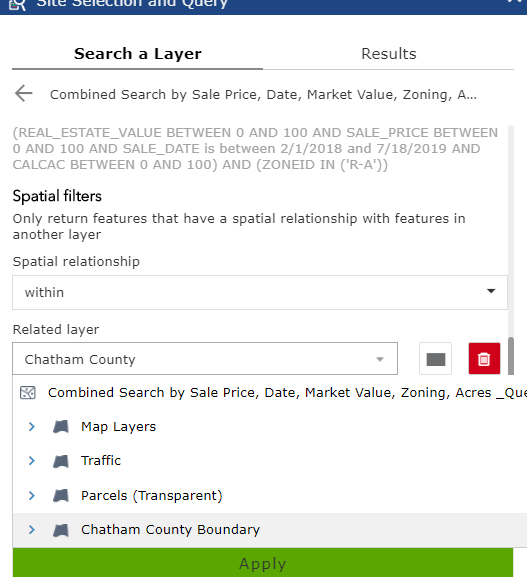 Site Selection and Query
Search a Layer
Results
Combined Search by Sale Price, Date, Market Value, Zoning, A...
(REAL_ESTATE_VALUE BETWEEN 0 AND 100 AND SALE_PRICE BETWEEN
0 AND 100 AND SALE_DATE is between 2/1/2018 and 7/18/2019 AND
CALCAC BETWEEN 0 AND 100) AND (ZONEID IN ('R-A'))
Spatial filters
Only return features that have a spatial relationship with features in
another layer
Spatial relationship
within
Related layer
Chatham County
Combined Search by Sale Price, Date, Market Value, Zoning, Acres _Que
Map Layers
Traffic
Parcels (Transparent)
Chatham County Boundary
Apply